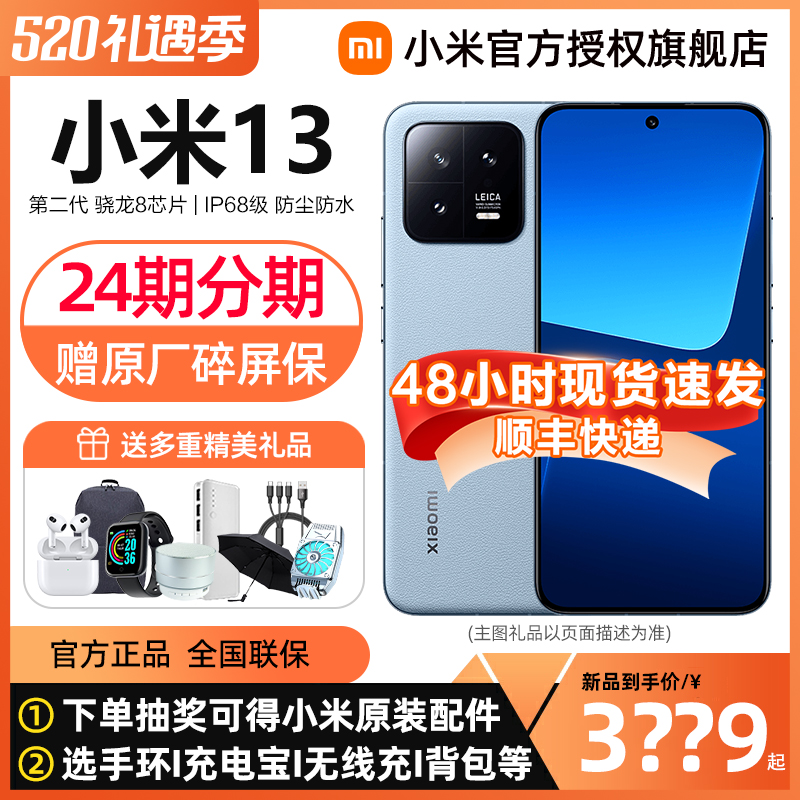 520礼遇季
小米官方授权旗舰店
小米13
第二代 骁龙8芯片 | IP68级 防尘防水
24期分期
赠原厂碎屏保
送多重精美礼品
LEICA
20
36
xiaomi
48小时现货速发
顺丰快递
(主图礼品以页面描述为准)
官方正品 全国联保
① 下单抽奖可得小米原装配件
② 选手环I充电宝I无线充I背包等
新品到手价/¥
3??9起